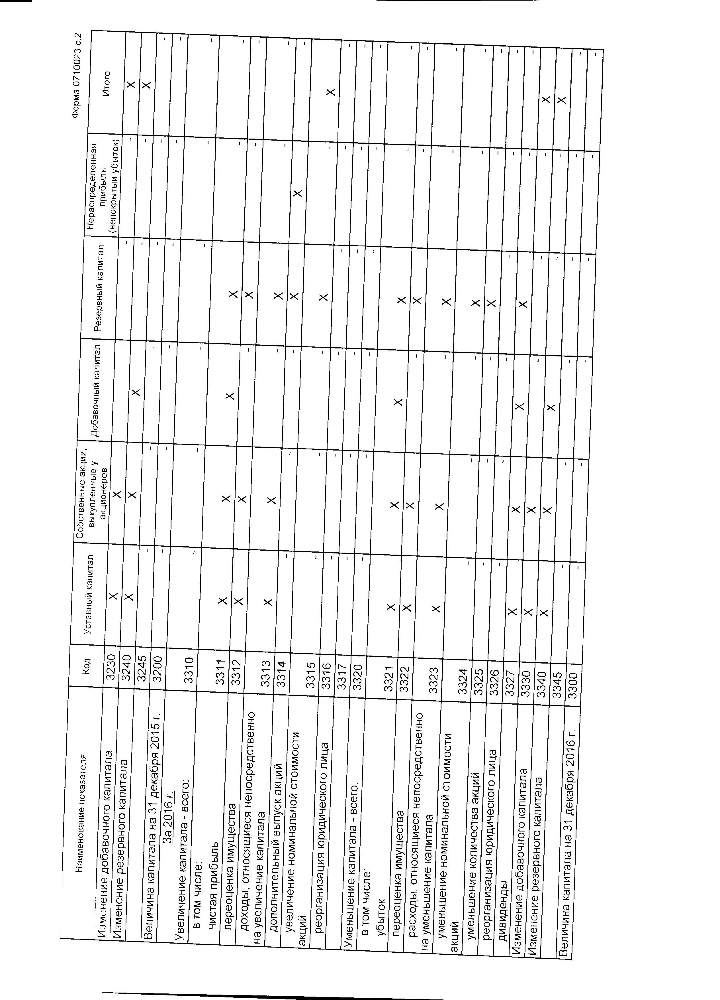 Форма 0710023 с.2
Наименование показателя Код Уставный капитал Собственные акции, выкупленные у акционеров Добавочный капитал Резервный капитал Нераспределенная прибыль (непокрытый убыток) Итого
Изменение добавочного капитала 3230 X X - - - X
Изменение резервного капитала 3240 X X X - - X
3245 - - - - - -
Величина капитала на 31 декабря 2015 г. 3200 - - - - - -
За 2016 г.
Увеличение капитала - всего: 3310 - - - - - -
в том числе:
чистая прибыль 3311 X X X X - -
переоценка имущества 3312 X X - X - -
доходы, относящиеся непосредственно
на увеличение капитала 3313 X X - X - -
дополнительный выпуск акций 3314 - - - X X -
увеличение номинальной стоимости
акций 3315 - - - X - X
реорганизация юридического лица 3316 - - - - - -
3317 - - - - - -
Уменьшение капитала - всего: 3320 - - - - - -
в том числе:
убыток 3321 X X X X - -
переоценка имущества 3322 X X - X - -
расходы, относящиеся непосредственно
на уменьшение капитала 3323 X X - X - -
уменьшение номинальной стоимости
акций 3324 - - - X - -
уменьшение количества акций 3325 - - - X - -
реорганизация юридического лица 3326 - - - - - -
дивиденды 3327 X X X X - -
Изменение добавочного капитала 3330 X X - - - X
Изменение резервного капитала 3340 X X X - - X
3345 - - - - - -
Величина капитала на 31 декабря 2016 г. 3300 - - - - - -